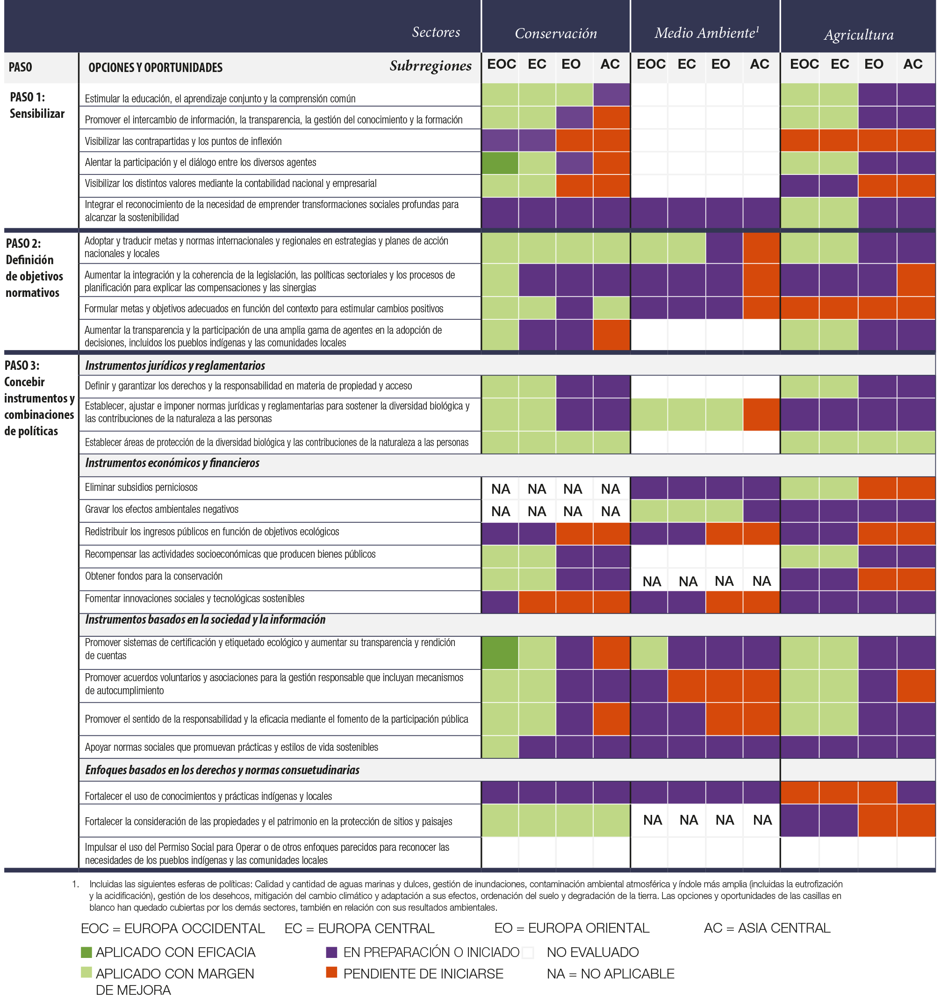 Sectores Conservación Medio Ambiente¹ Agricultura
PASO OPCIONES Y OPORTUNIDADES Subrregiones EOC EC EO AC EOC EC EO AC EOC EC EO AC
PASO 1:
Sensibilizar
Estimular la educación, el aprendizaje conjunto y la comprensión común
Promover el intercambio de información, la transparencia, la gestión del conocimiento y la formación
Visibilizar las contrapartidas y los puntos de inflexión
Alentar la participación y el diálogo entre los diversos agentes
Visibilizar los distintos valores mediante la contabilidad nacional y empresarial
Integrar el reconocimiento de la necesidad de emprender transformaciones sociales profundas para
alcanzar la sostenibilidad
PASO 2:
Definición
de objetivos
normativos
Adoptar y traducir metas y normas internacionales y regionales en estrategias y planes de acción
nacionales y locales
Aumentar la integración y la coherencia de la legislación, las políticas sectoriales y los procesos de
planificación para explicar las compensaciones y las sinergias
Formular metas y objetivos adecuados en función del contexto para estimular cambios positivos
Aumentar la transparencia y la participación de una amplia gama de agentes en la adopción de
decisiones, incluidos los pueblos indígenas y las comunidades locales
PASO 3:
Concebir
instrumentos y
combinaciones
de políticas
Instrumentos jurídicos y reglamentarios
Definir y garantizar los derechos y la responsabilidad en materia de propiedad y acceso
Establecer, ajustar e imponer normas jurídicas y reglamentarias para sostener la diversidad biológica y
las contribuciones de la naturaleza a las personas
Establecer áreas de protección de la diversidad biológica y las contribuciones de la naturaleza a las personas
Instrumentos económicos y financieros
Eliminar subsidios perniciosos NA NA NA NA
Gravar los efectos ambientales negativos NA NA NA NA
Redistribuir los ingresos públicos en función de objetivos ecológicos
Recompensar las actividades socioeconómicas que producen bienes públicos
Obtener fondos para la conservación NA NA NA NA
Fomentar innovaciones sociales y tecnológicas sostenibles
Instrumentos basados en la sociedad y la información
Promover sistemas de certificación y etiquetado ecológico y aumentar su transparencia y rendición
de cuentas
Promover acuerdos voluntarios y asociaciones para la gestión responsable que incluyan mecanismos
de autocumplimiento
Promover el sentido de la responsabilidad y la eficacia mediante el fomento de la participación pública
Apoyar normas sociales que promuevan prácticas y estilos de vida sostenibles
Enfoques basados en los derechos y normas consuetudinarias
Fortalecer el uso de conocimientos y prácticas indígenas y locales
Fortalecer la consideración de las propiedades y el patrimonio en la protección de sitios y paisajes NA NA NA NA
Impulsar el uso del Permiso Social para Operar o de otros enfoques parecidos para reconocer las
necesidades de los pueblos indígenas y las comunidades locales
1. Incluidas las siguientes esferas de políticas: Calidad y cantidad de aguas marinas y dulces, gestión de inundaciones, contaminación ambiental atmosférica y índole más amplia (incluidas la eutrofización
y la acidificación), gestión de los desehcos, mitigación del cambio climático y adaptación a sus efectos, ordenación del suelo y degradación de la tierra. Las opciones y oportunidades de las casillas en
blanco han quedado cubiertas por los demás sectores, también en relación con sus resultados ambientales.
EOC = EUROPA OCCIDENTAL EC = EUROPA CENTRAL EO = EUROPA ORIENTAL AC = ASIA CENTRAL
APLICADO CON EFICACIA EN PREPARACIÓN O INICIADO NO EVALUADO
APLICADO CON MARGEN PENDIENTE DE INICIARSE NA = NO APLICABLE
DE MEJORA